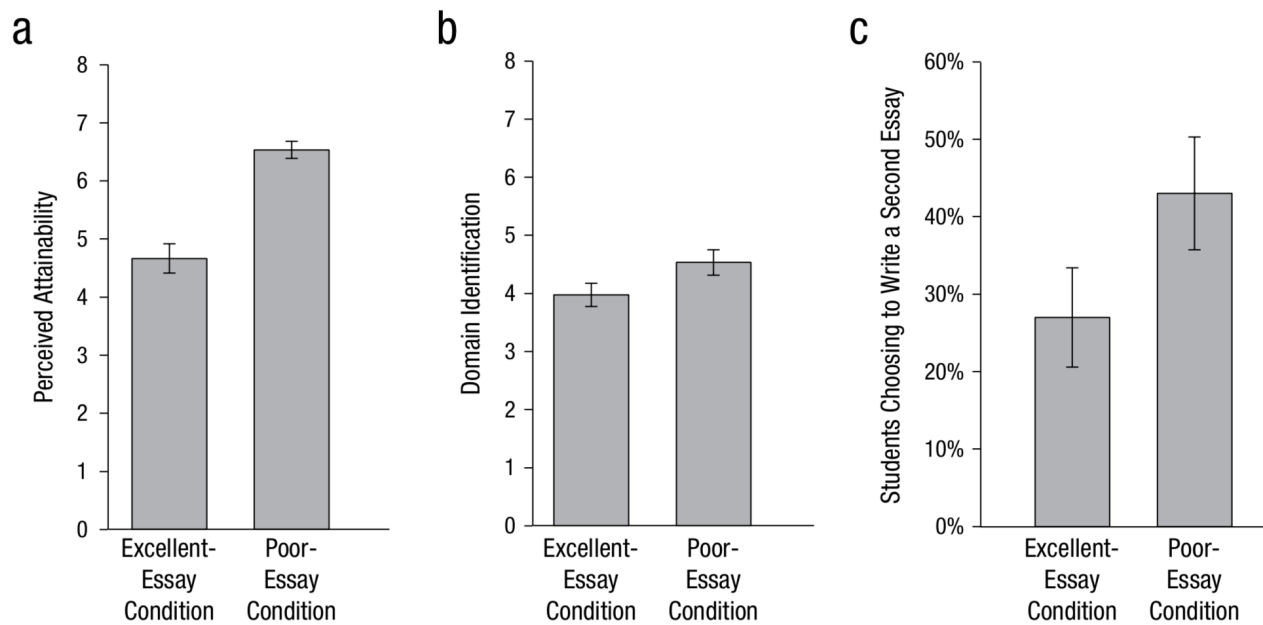 a
Perceived Attainability
8
7
6
5
4
3
2
1
0
Excellent-
Essay
Condition
Poor-
Essay
Condition
b
Domain Identification
8
7
6
5
4
3
2
1
0
Excellent-
Essay
Condition
Poor-
Essay
Condition
c
Students Choosing to Write a Second Essay
60%
50%
40%
30%
20%
10%
0%
Excellent-
Essay
Condition
Poor-
Essay
Condition